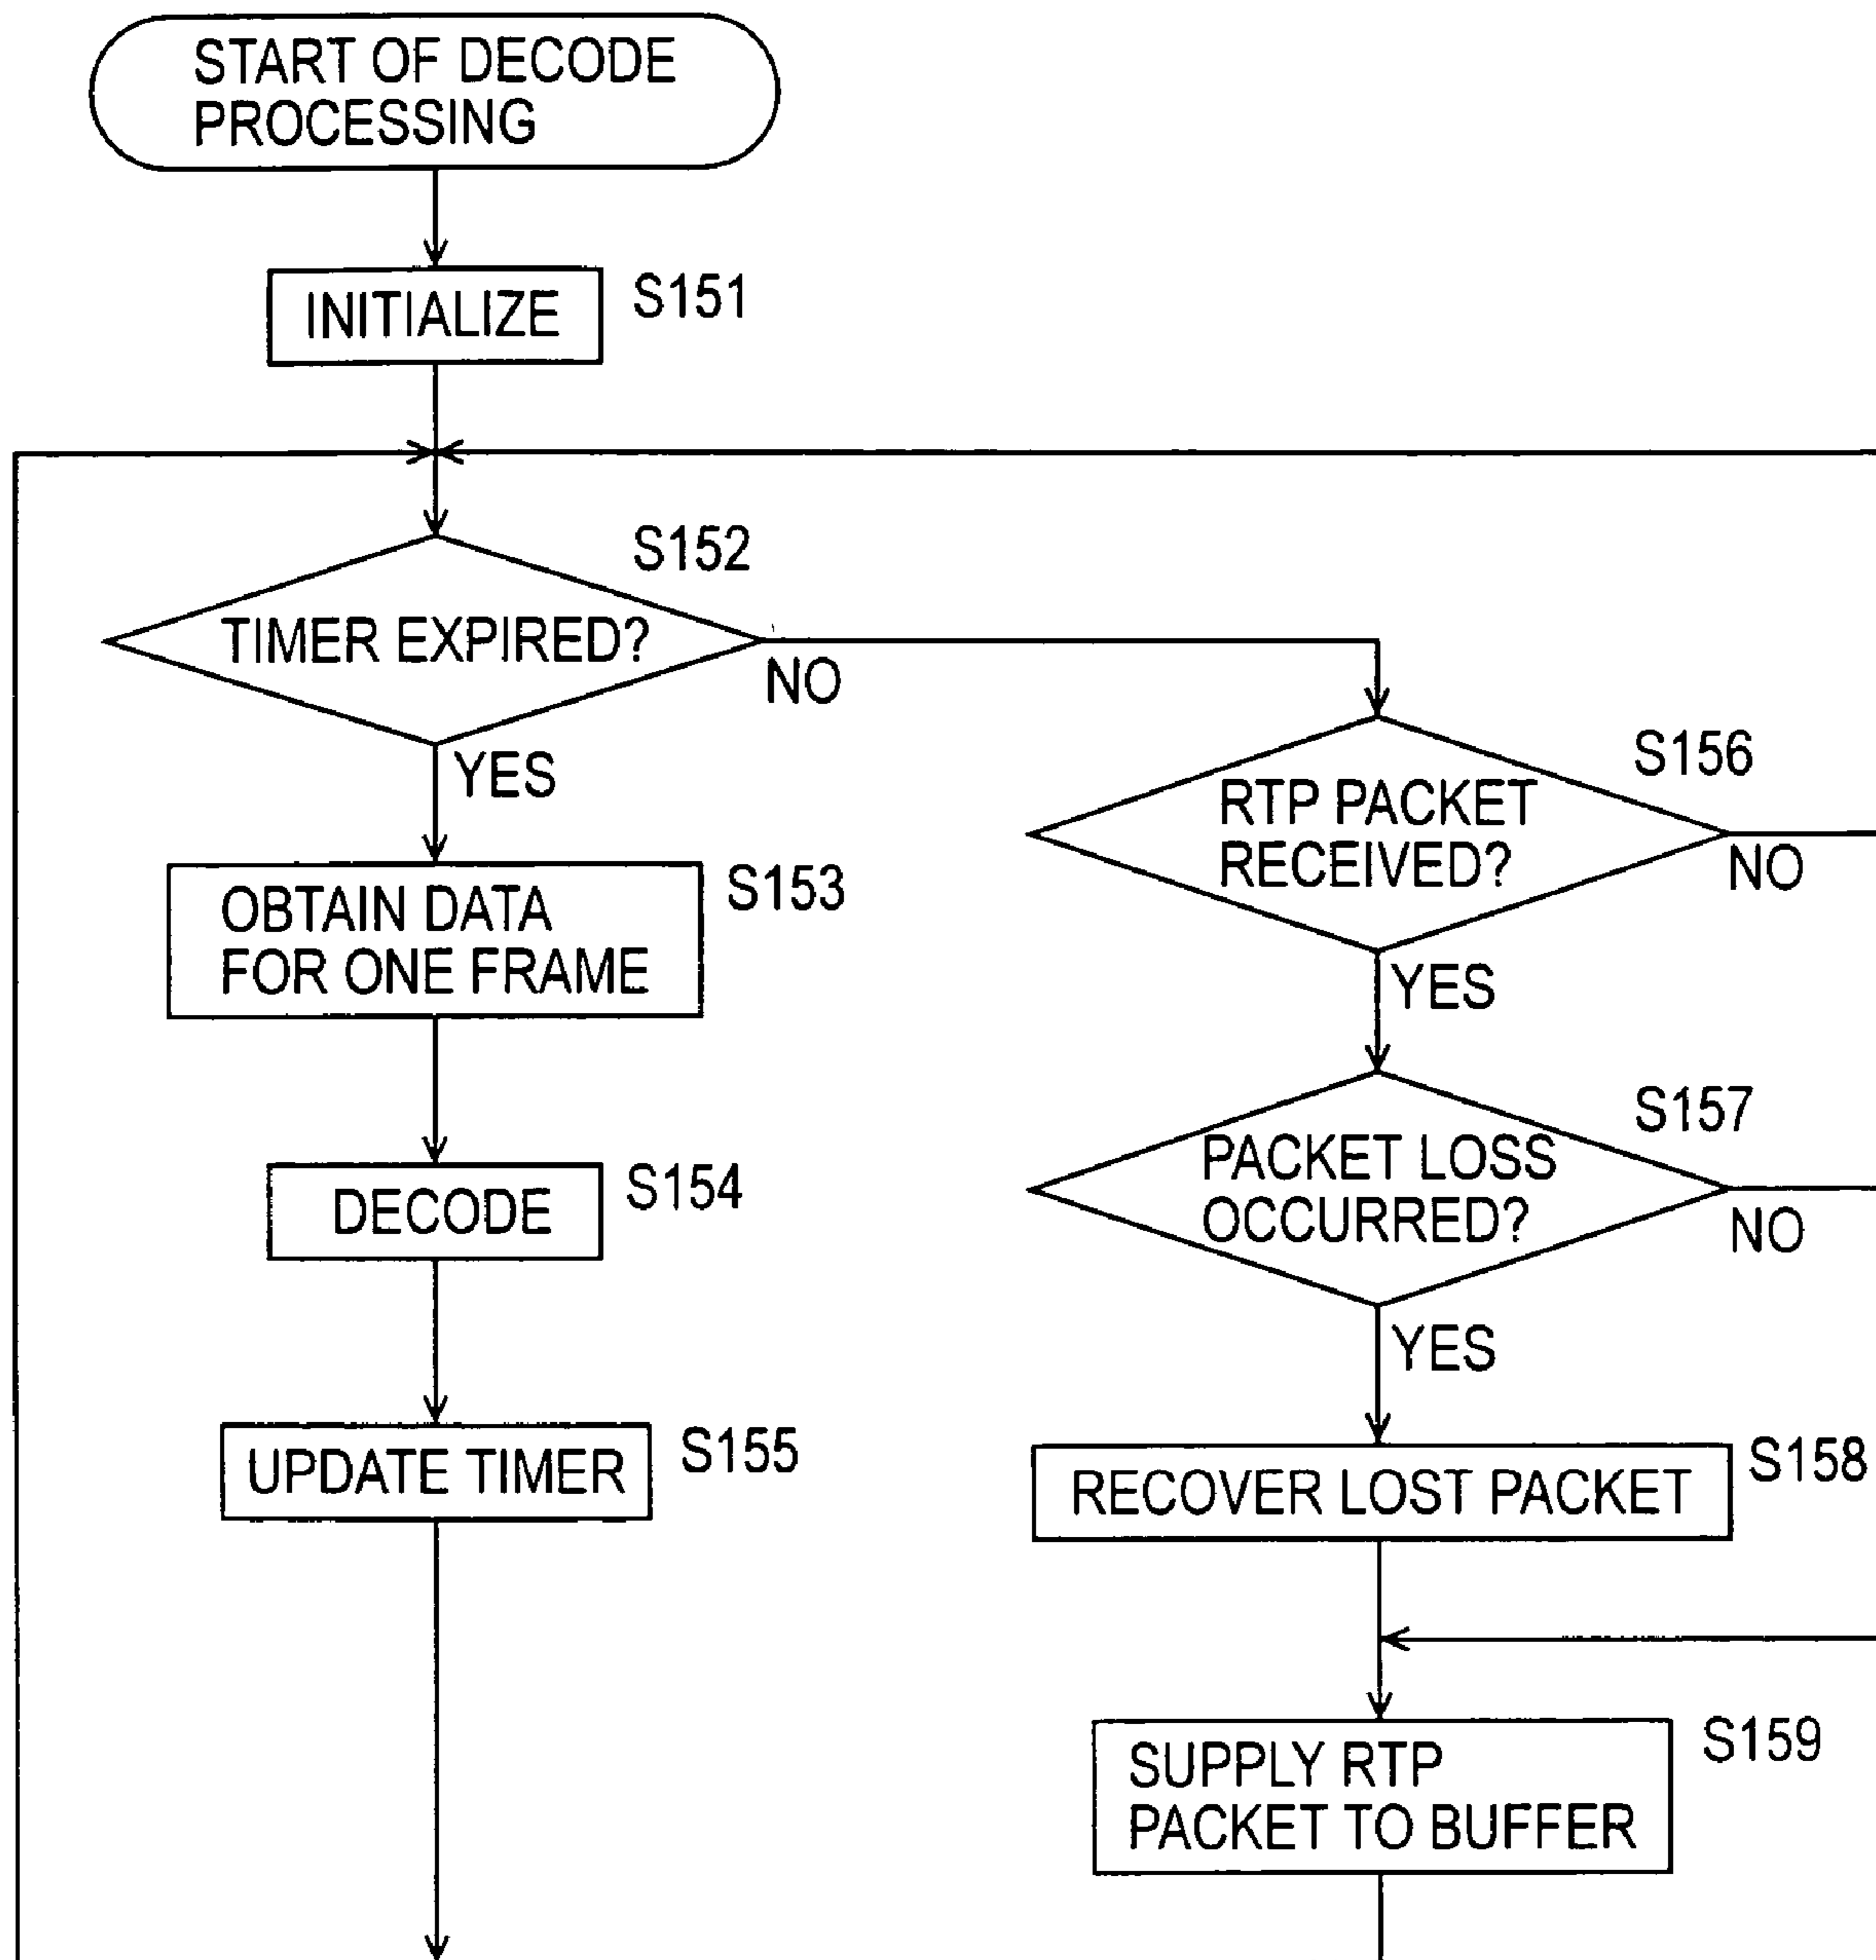 START OF DECODE
PROCESSING
INITIALIZE
S151
S152
TIMER EXPIRED?
NO
YES
S153
OBTAIN DATA
FOR ONE FRAME
S154
DECODE
S155
UPDATE TIMER
S156
RTP PACKET
RECEIVED?
NO
YES
S157
PACKET LOSS
OCCURRED?
NO
YES
S158
RECOVER LOST PACKET
S159
SUPPLY RTP
PACKET TO BUFFER